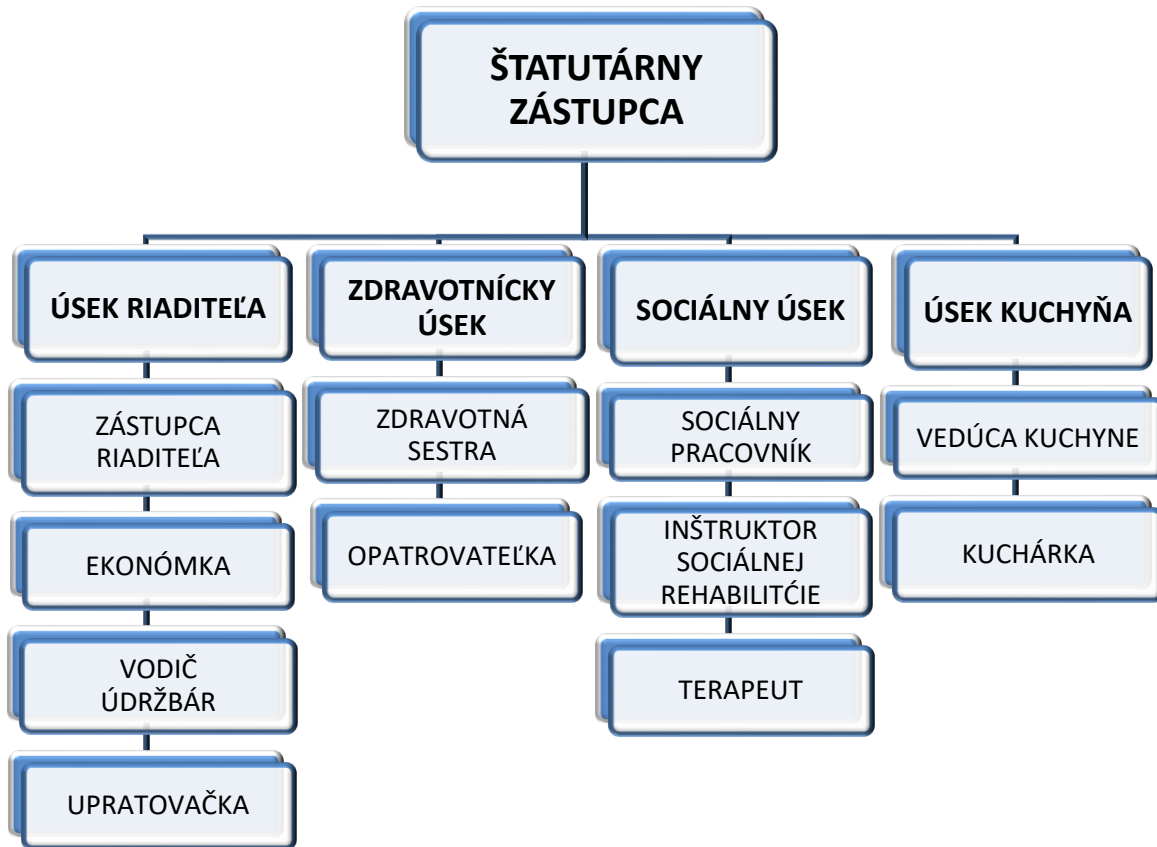 ŠTATUTÁRNY
ZÁSTUPCA
ÚSEK RIADITEĽA
ZÁSTUPCA
RIADITEĽA
EKONÓMKA
VODIČ
ÚDRŽBÁR
UPRATOVAČKA
ZDRAVOTNÍCKY
ÚSEK
ZDRAVOTNÁ
SESTRA
OPATROVATEĽKA
SOCIÁLNY ÚSEK
SOCIÁLNY
PRACOVNÍK
INŠTRUKTOR
SOCIÁLNEJ
REHABILITĆIE
TERAPEUT
ÚSEK KUCHYŇA
VEDÚCA KUCHYNE
KUCHÁRKA